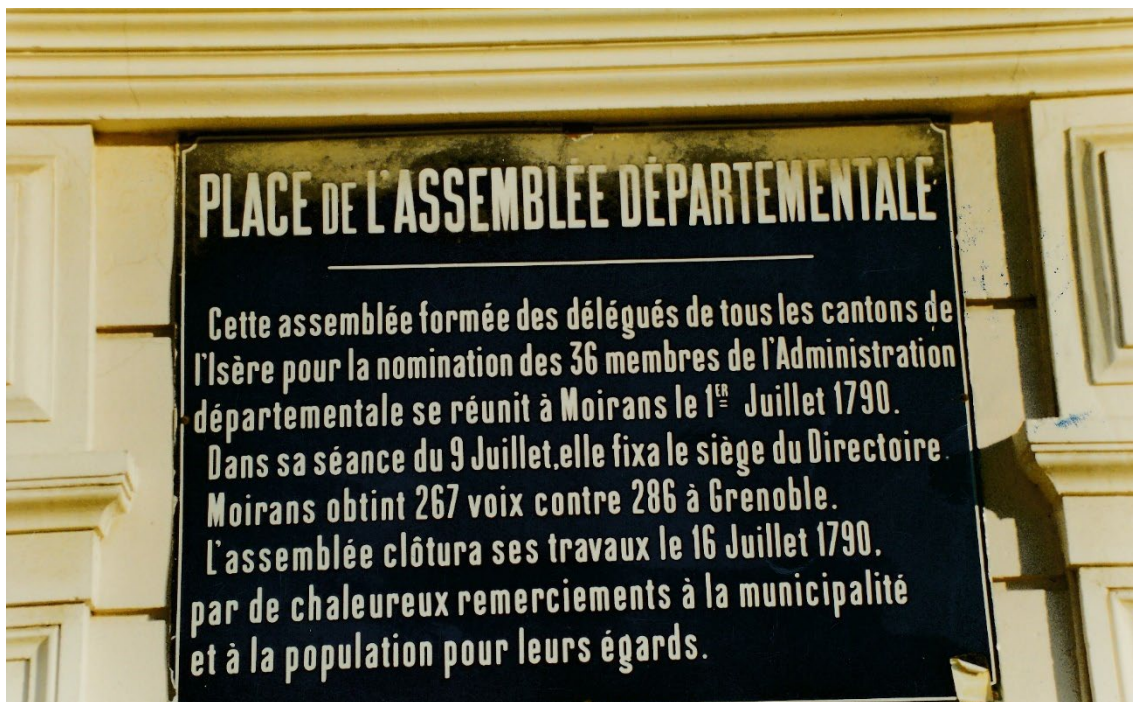 PLACE DE L'ASSEMBLÉE DÉPARTEMENTALE
Cette assemblée formée des délégués de tous les cantons de
l'Isère pour la nomination des 36 membres de l'Administration
départementale se réunit à Moirans le 1ER Juillet 1790.
Dans sa séance du 9 Juillet, elle fixa le siège du Directoire.
Moirans obtint 267 voix contre 286 à Grenoble.
L'assemblée clôtura ses travaux le 16 Juillet 1790,
par de chaleureux remerciements à la municipalité
et à la population pour leurs égards.